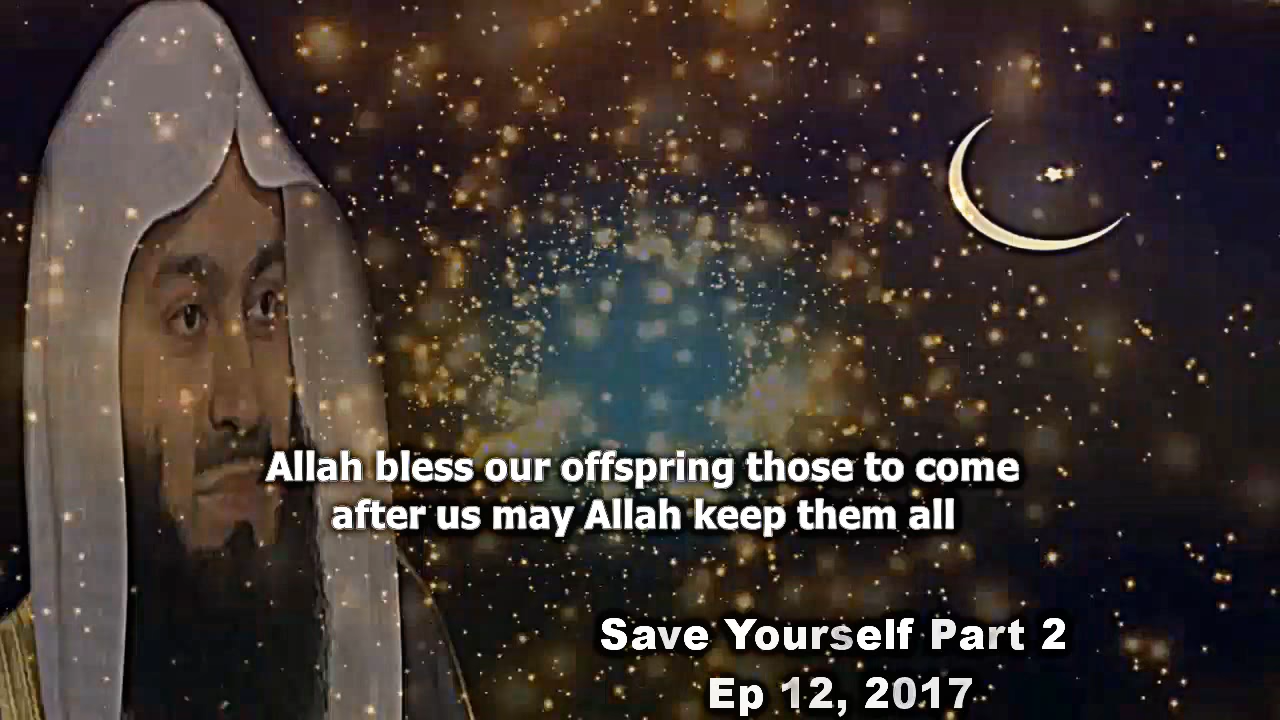 Allah bless our offspring those to come
after us may Allah keep them all
Save Yourself Part 2
Ep 12, 2017